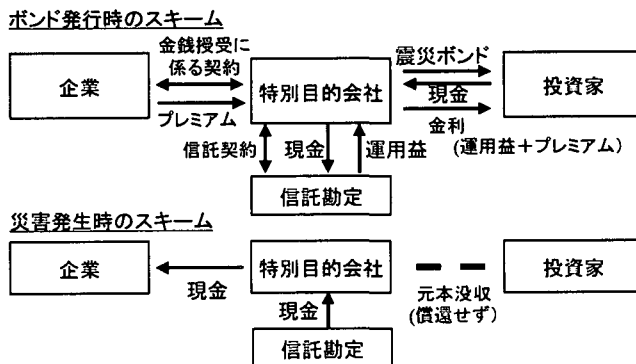 ボンド発行時のスキーム
金銭授受に
係る契約
企業
プレミアム
特別目的会社
震災ボンド
現金
金利
(運用益+プレミアム)
投資家
信託契約
現金
運用益
信託勘定
災害発生時のスキーム
企業
現金
特別目的会社
元本没収
(償還せず)
投資家
現金
信託勘定